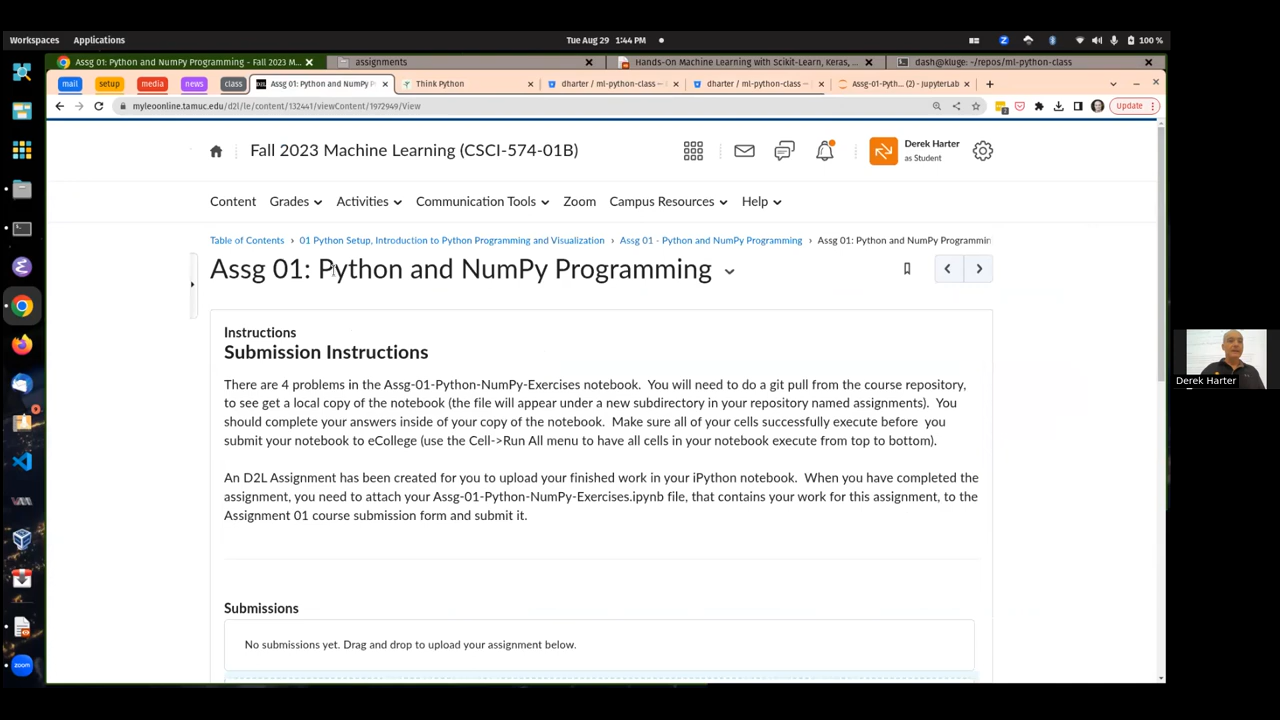 Workspaces Applications Tue Aug 29 1:44 PM 100 %
Assg 01: Python and NumPy Programming - Fall 2023 M... assignments Hands-On Machine Learning with Scikit-Learn, Keras, ... dash@kluge: ~/repos/ml-python-class
mail setup media news class Assg 01: Python and NumPy P Think Python dharter / ml-python-class – dharter / ml-python-class – Assg-01-Pyth... (2) - JupyterLab
myleoonline.tamuc.edu/d2l/le/content/132441/viewContent/1972949/View Update
Fall 2023 Machine Learning (CSCI-574-01B)
Derek Harter
as Student
Content Grades Activities Communication Tools Zoom Campus Resources Help
Table of Contents › 01 Python Setup, Introduction to Python Programming and Visualization › Assg 01 - Python and NumPy Programming › Assg 01: Python and NumPy Programmin
Assg 01: Python and NumPy Programming
Instructions
Submission Instructions
There are 4 problems in the Assg-01-Python-NumPy-Exercises notebook. You will need to do a git pull from the course repository,
to see get a local copy of the notebook (the file will appear under a new subdirectory in your repository named assignments). You
should complete your answers inside of your copy of the notebook. Make sure all of your cells successfully execute before you
submit your notebook to eCollege (use the Cell->Run All menu to have all cells in your notebook execute from top to bottom).
An D2L Assignment has been created for you to upload your finished work in your iPython notebook. When you have completed the
assignment, you need to attach your Assg-01-Python-NumPy-Exercises.ipynb file, that contains your work for this assignment, to the
Assignment 01 course submission form and submit it.
Submissions
No submissions yet. Drag and drop to upload your assignment below.
Derek Harter
zoom